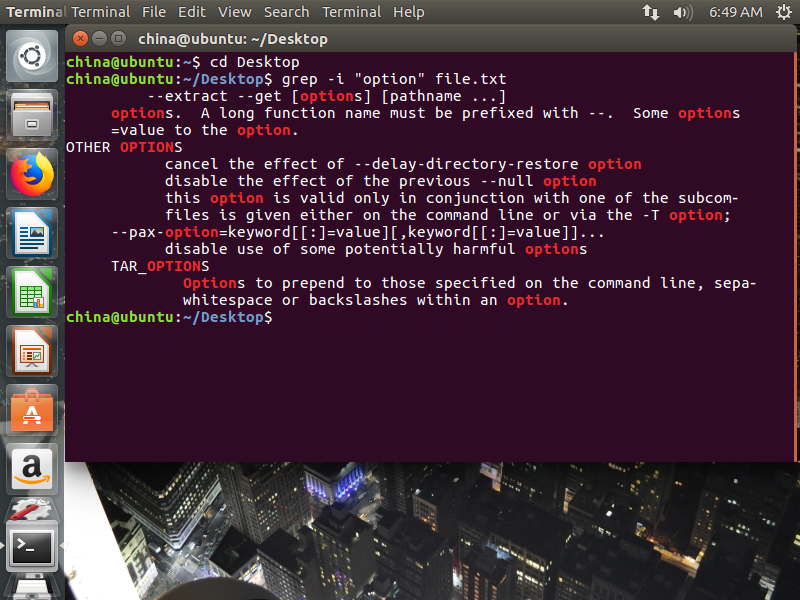 Terminal Terminal File Edit View Search Terminal Help 6:49 AM
china@ubuntu: ~/Desktop
china@ubuntu:~$ cd Desktop
china@ubuntu:~/Desktop$ grep -i "option" file.txt
--extract --get [options] [pathname ...]
options.  A long function name must be prefixed with --.  Some options
=value to the option.
OTHER OPTIONS
cancel the effect of --delay-directory-restore option
disable the effect of the previous --null option
this option is valid only in conjunction with one of the subcom-
files is given either on the command line or via the -T option;
--pax-option=keyword[[:]=value][,keyword[[:]=value]]...
disable use of some potentially harmful options
TAR_OPTIONS
Options to prepend to those specified on the command line, sepa-
whitespace or backslashes within an option.
china@ubuntu:~/Desktop$
A
a
>_